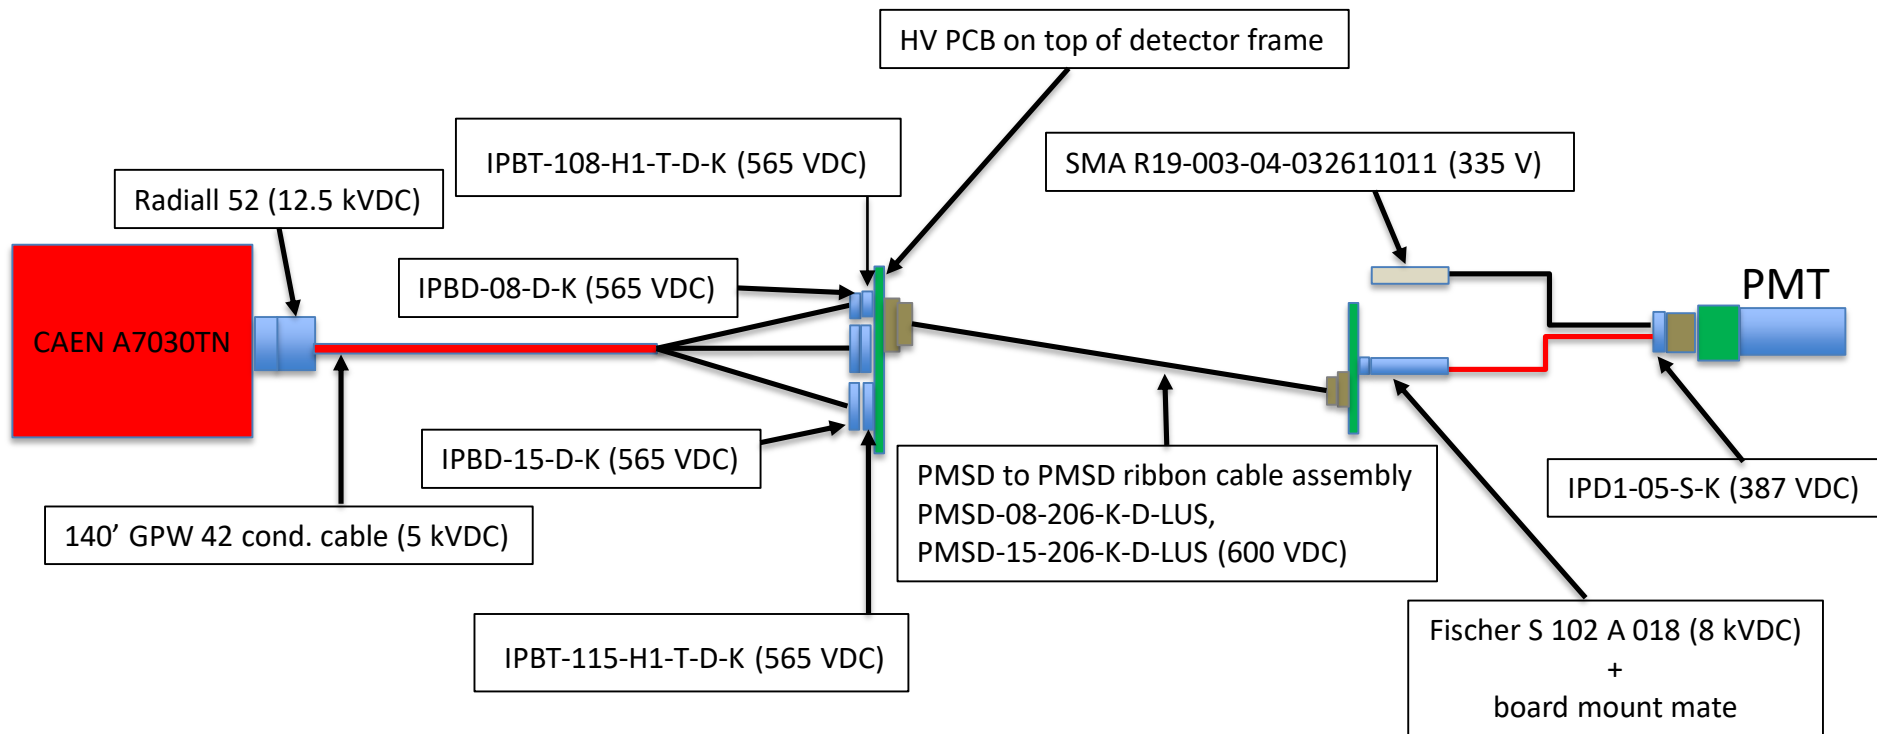 HV PCB on top of detector frame
IPBT-108-H1-T-D-K (565 VDC)
SMA R19-003-04-032611011 (335 V)
Radiall 52 (12.5 kVDC)
IPBD-08-D-K (565 VDC)
PMT
CAEN A7030TN
IPBD-15-D-K (565 VDC)
PMSD to PMSD ribbon cable assembly
PMSD-08-206-K-D-LUS,
PMSD-15-206-K-D-LUS (600 VDC)
IPD1-05-S-K (387 VDC)
140’ GPW 42 cond. cable (5 kVDC)
IPBT-115-H1-T-D-K (565 VDC)
Fischer S 102 A 018 (8 kVDC)
+
board mount mate